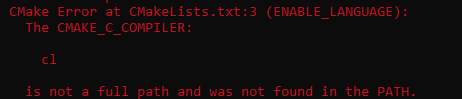 CMake Error at CMakeLists.txt:3 (ENABLE_LANGUAGE):
The CMAKE_C_COMPILER:
cl
is not a full path and was not found in the PATH.